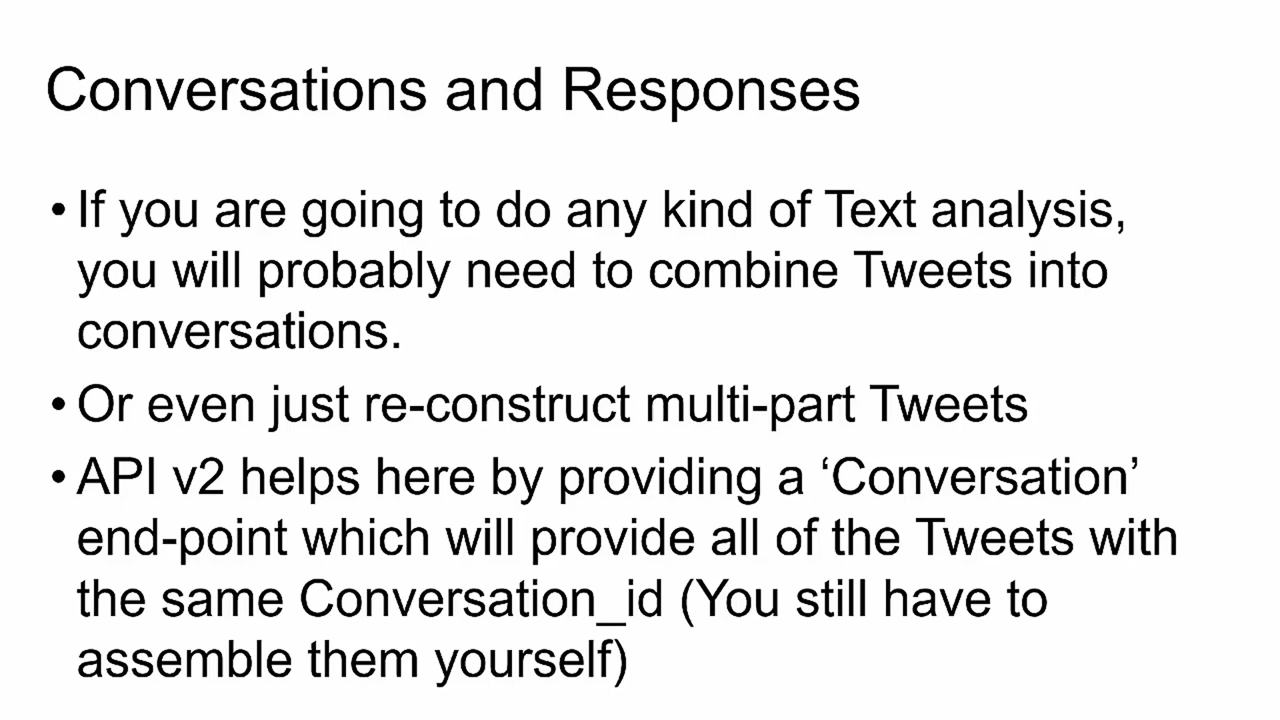 Conversations and Responses
• If you are going to do any kind of Text analysis,
you will probably need to combine Tweets into
conversations.
• Or even just re-construct multi-part Tweets
• API v2 helps here by providing a ‘Conversation’
end-point which will provide all of the Tweets with
the same Conversation_id (You still have to
assemble them yourself)